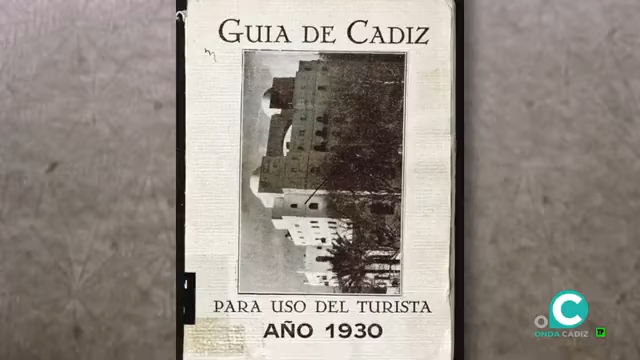 GUIA DE CADIZ
PARA USO DEL TURISTA
AÑO 1930
ONDA CADIZ